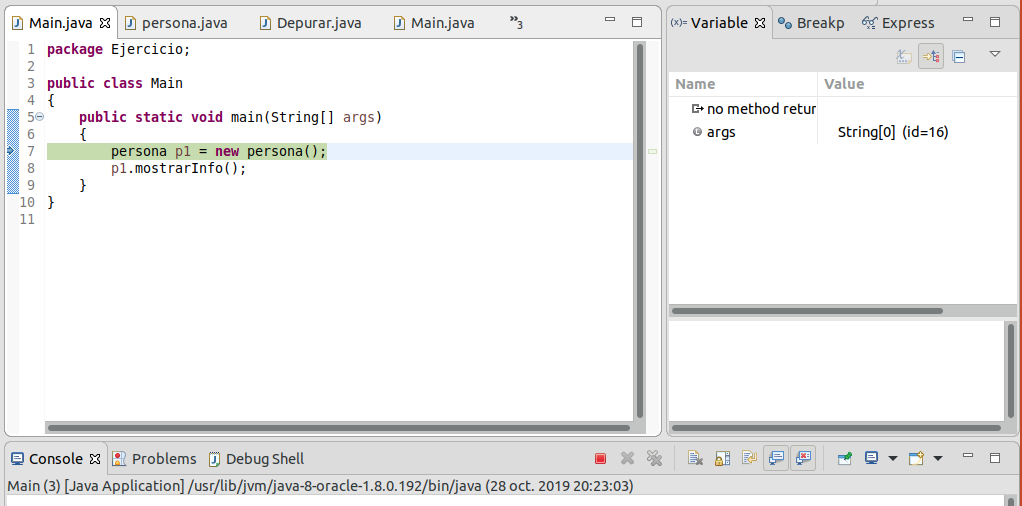 Main.java persona.java Depurar.java Main.java »3
1 package Ejercicio;
2
3 public class Main
4 {
5 public static void main(String[] args)
6 {
7 persona p1 = new persona();
8 p1.mostrarInfo();
9 }
10 }
11
(x)= Variable Breakp Express
Name Value
no method retur
args String[0] (id=16)
Console Problems Debug Shell
Main (3) [Java Application] /usr/lib/jvm/java-8-oracle-1.8.0.192/bin/java (28 oct. 2019 20:23:03)